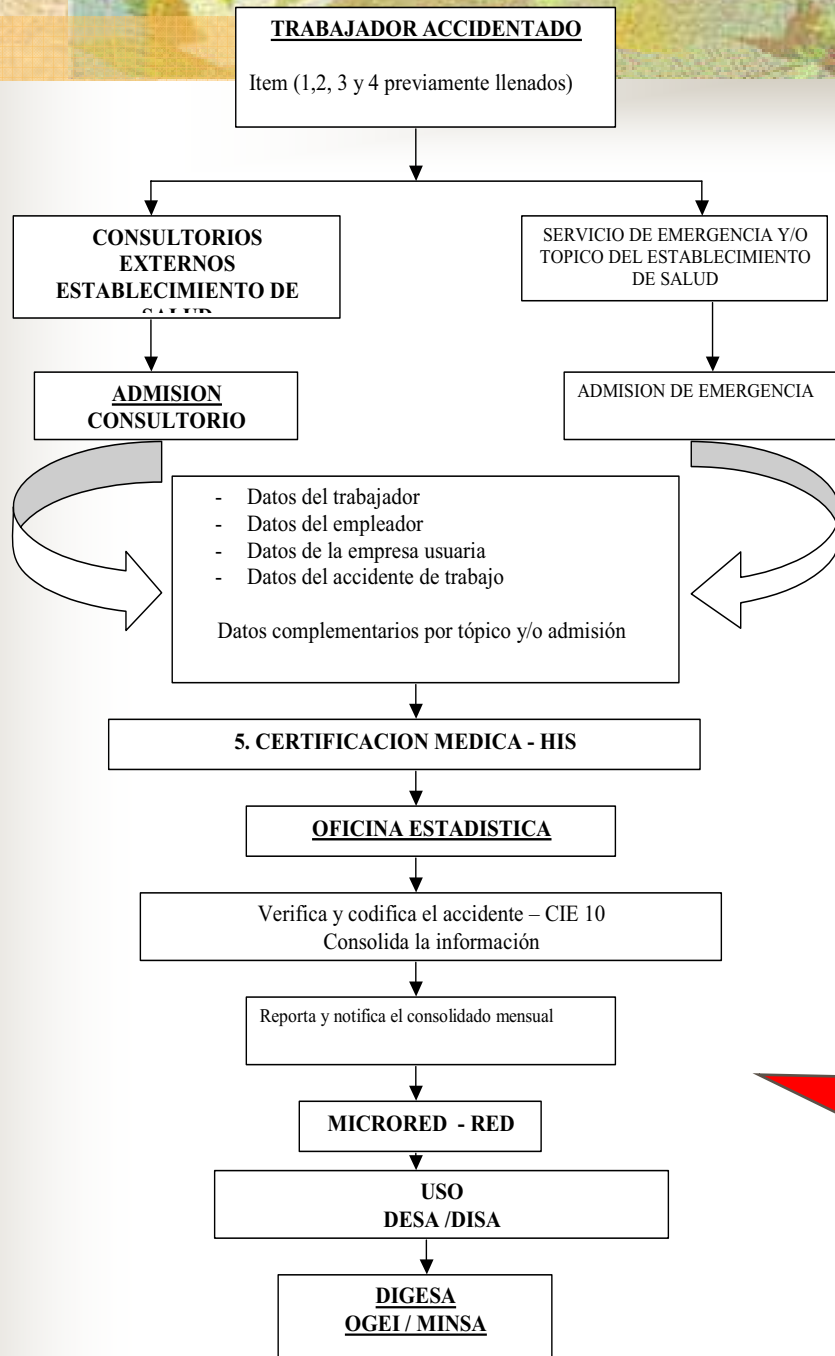 TRABAJADOR ACCIDENTADO
Item (1,2, 3 y 4 previamente llenados)
CONSULTORIOS
EXTERNOS
ESTABLECIMIENTO DE
SERVICIO DE EMERGENCIA Y/O
TOPICO DEL ESTABLECIMIENTO
DE SALUD
ADMISION
CONSULTORIO
ADMISION DE EMERGENCIA
- Datos del trabajador
- Datos del empleador
- Datos de la empresa usuaria
- Datos del accidente de trabajo
Datos complementarios por tópico y/o admisión
5. CERTIFICACION MEDICA - HIS
OFICINA ESTADISTICA
Verifica y codifica el accidente – CIE 10
Consolida la información
Reporta y notifica el consolidado mensual
MICRORED - RED
USO
DESA /DISA
DIGESA
OGEI / MINSA